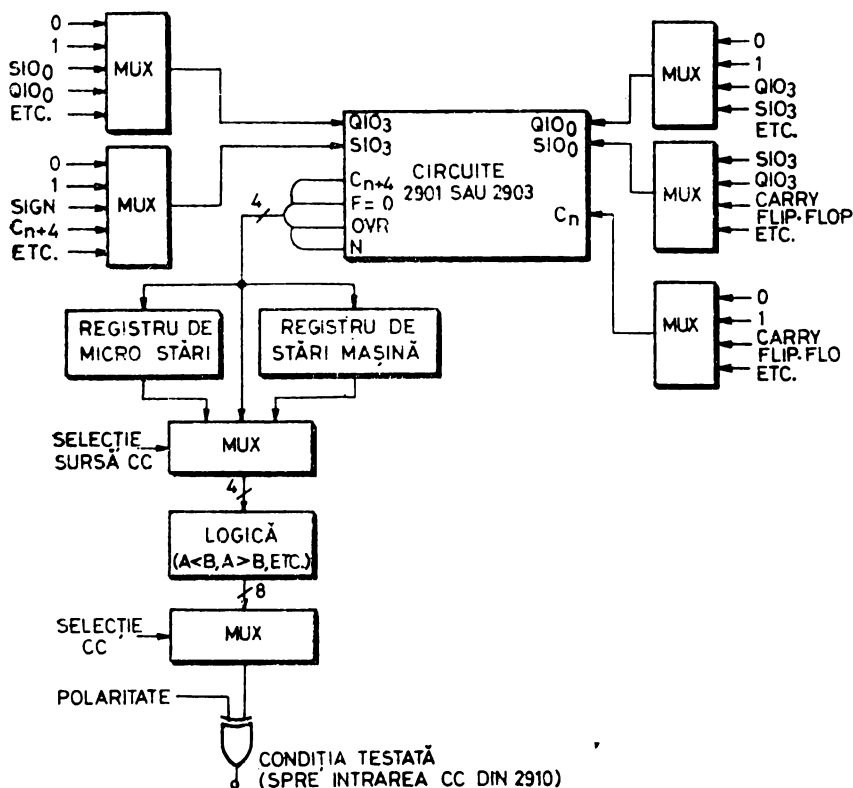 0
1
SIO0
QIO0
ETC.
MUX
0
1
SIGN
Cn+4
ETC.
MUX
QIO3
SIO3
Cn+4
F = 0
OVR
N
CIRCUITE
2901 SAU 2903
QIO0
SIO0
Cn
MUX
0
1
QIO3
SIO3
ETC.
MUX
SIO3
QIO3
CARRY
FLIP-FLOP
ETC.
MUX
0
1
CARRY
FLIP-FLO
ETC.
4
REGISTRU DE
MICRO STĂRI
REGISTRU DE
STĂRI MAȘINĂ
SELECȚIE
SURSĂ CC
MUX
4
LOGICĂ
(A<B, A>B, ETC.)
8
SELECȚIE
CC
MUX
POLARITATE
CONDIȚIA TESTATĂ
(SPRE INTRAREA CC DIN 2910)